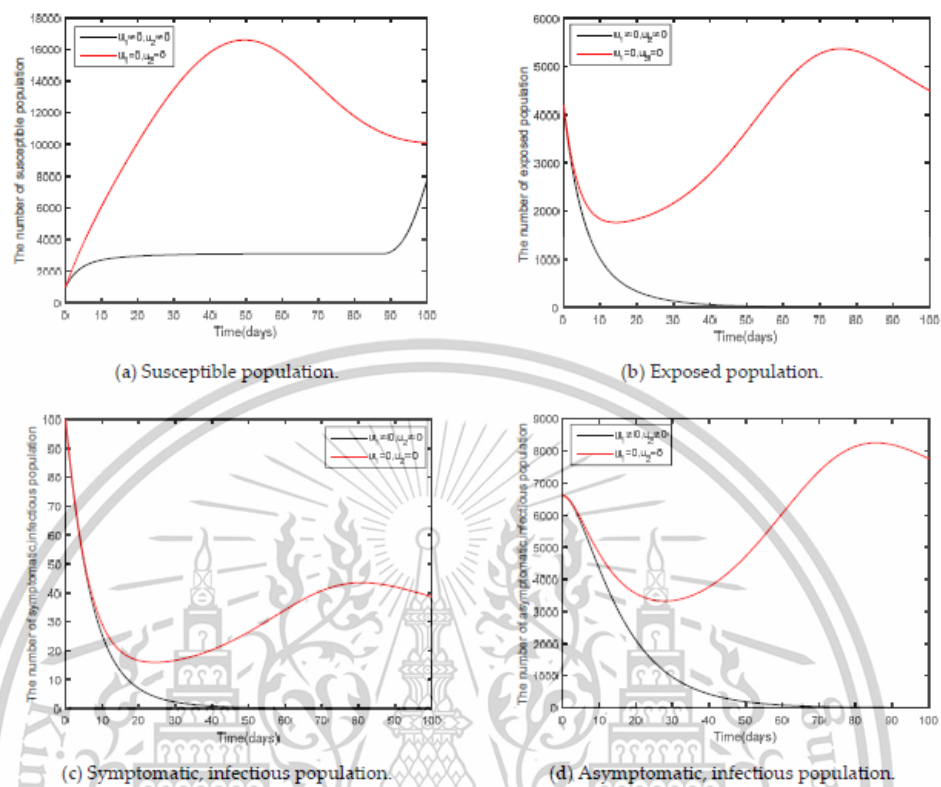 18000
16000
14000
12000
10000
8000
6000
4000
2000
0
The number of susceptible population
u₁≠0,u₂≠0
u₁=0,u₂=0
0 10 20 30 40 50 60 70 80 90 100
Time(days)
(a) Susceptible population.
6000
5000
4000
3000
2000
1000
0
The number of exposed population
u₁≠0,u₂≠0
u₁=0,u₂=0
0 10 20 30 40 50 60 70 80 90 100
Time(days)
(b) Exposed population.
100
90
80
70
60
50
40
30
20
10
0
The number of symptomatic,infectious population
u₁≠0,u₂≠0
u₁=0,u₂=0
0 10 20 30 40 50 60 70 80 90 100
Time(days)
(c) Symptomatic, infectious population.
9000
8000
7000
6000
5000
4000
3000
2000
1000
0
The number of asymptomatic,infectious population
u₁≠0,u₂≠0
u₁=0,u₂=0
0 10 20 30 40 50 60 70 80 90 100
Time(days)
(d) Asymptomatic, infectious population.